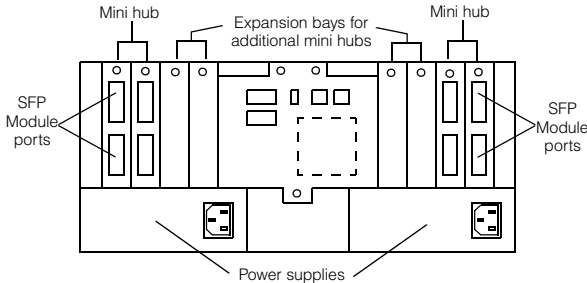 Mini hub
Expansion bays for
additional mini hubs
Mini hub
SFP
Module
ports
SFP
Module
ports
Power supplies